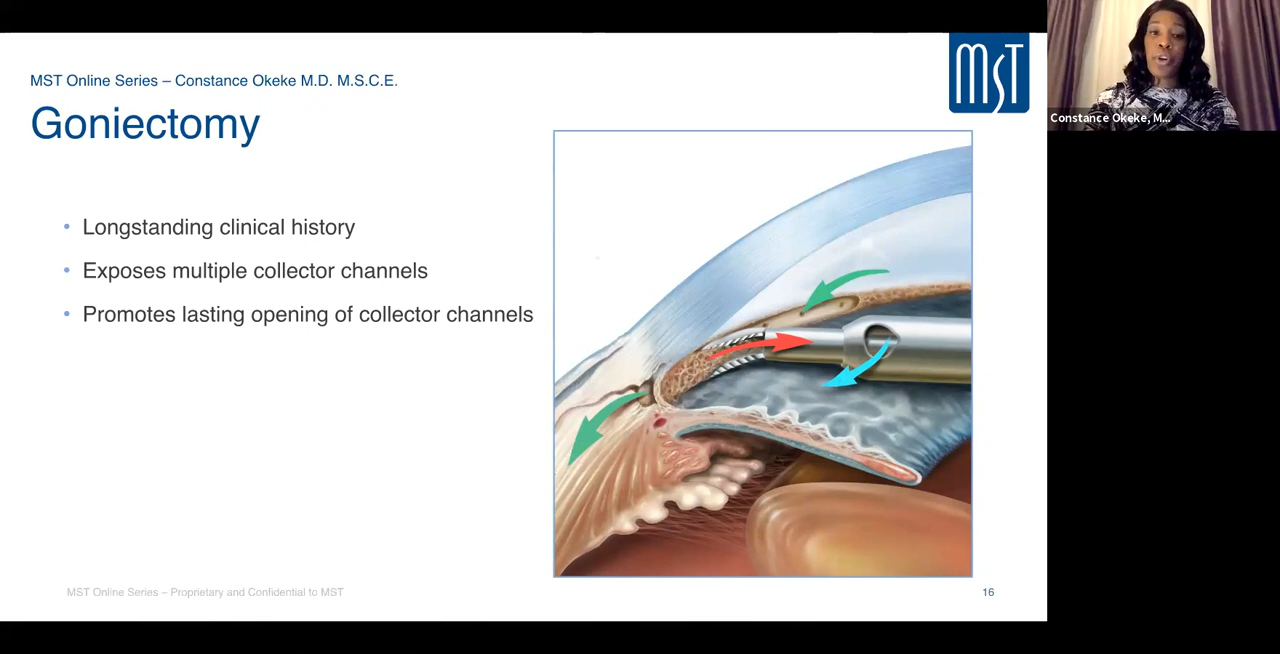 MST Online Series – Constance Okeke M.D. M.S.C.E.
MST
Goniectomy
Constance Okeke, M...
• Longstanding clinical history
• Exposes multiple collector channels
• Promotes lasting opening of collector channels
MST Online Series – Proprietary and Confidential to MST
16